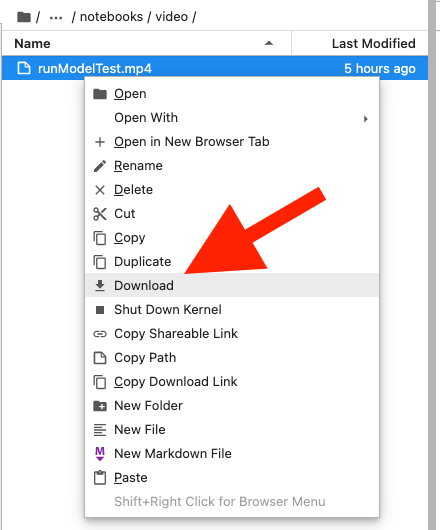 / ... / notebooks / video /
Name Last Modified
runModelTest.mp4 5 hours ago
Open
Open With
Open in New Browser Tab
Rename
Delete
Cut
Copy
Duplicate
Download
Shut Down Kernel
Copy Shareable Link
Copy Path
Copy Download Link
New Folder
New File
New Markdown File
Paste
Shift+Right Click for Browser Menu